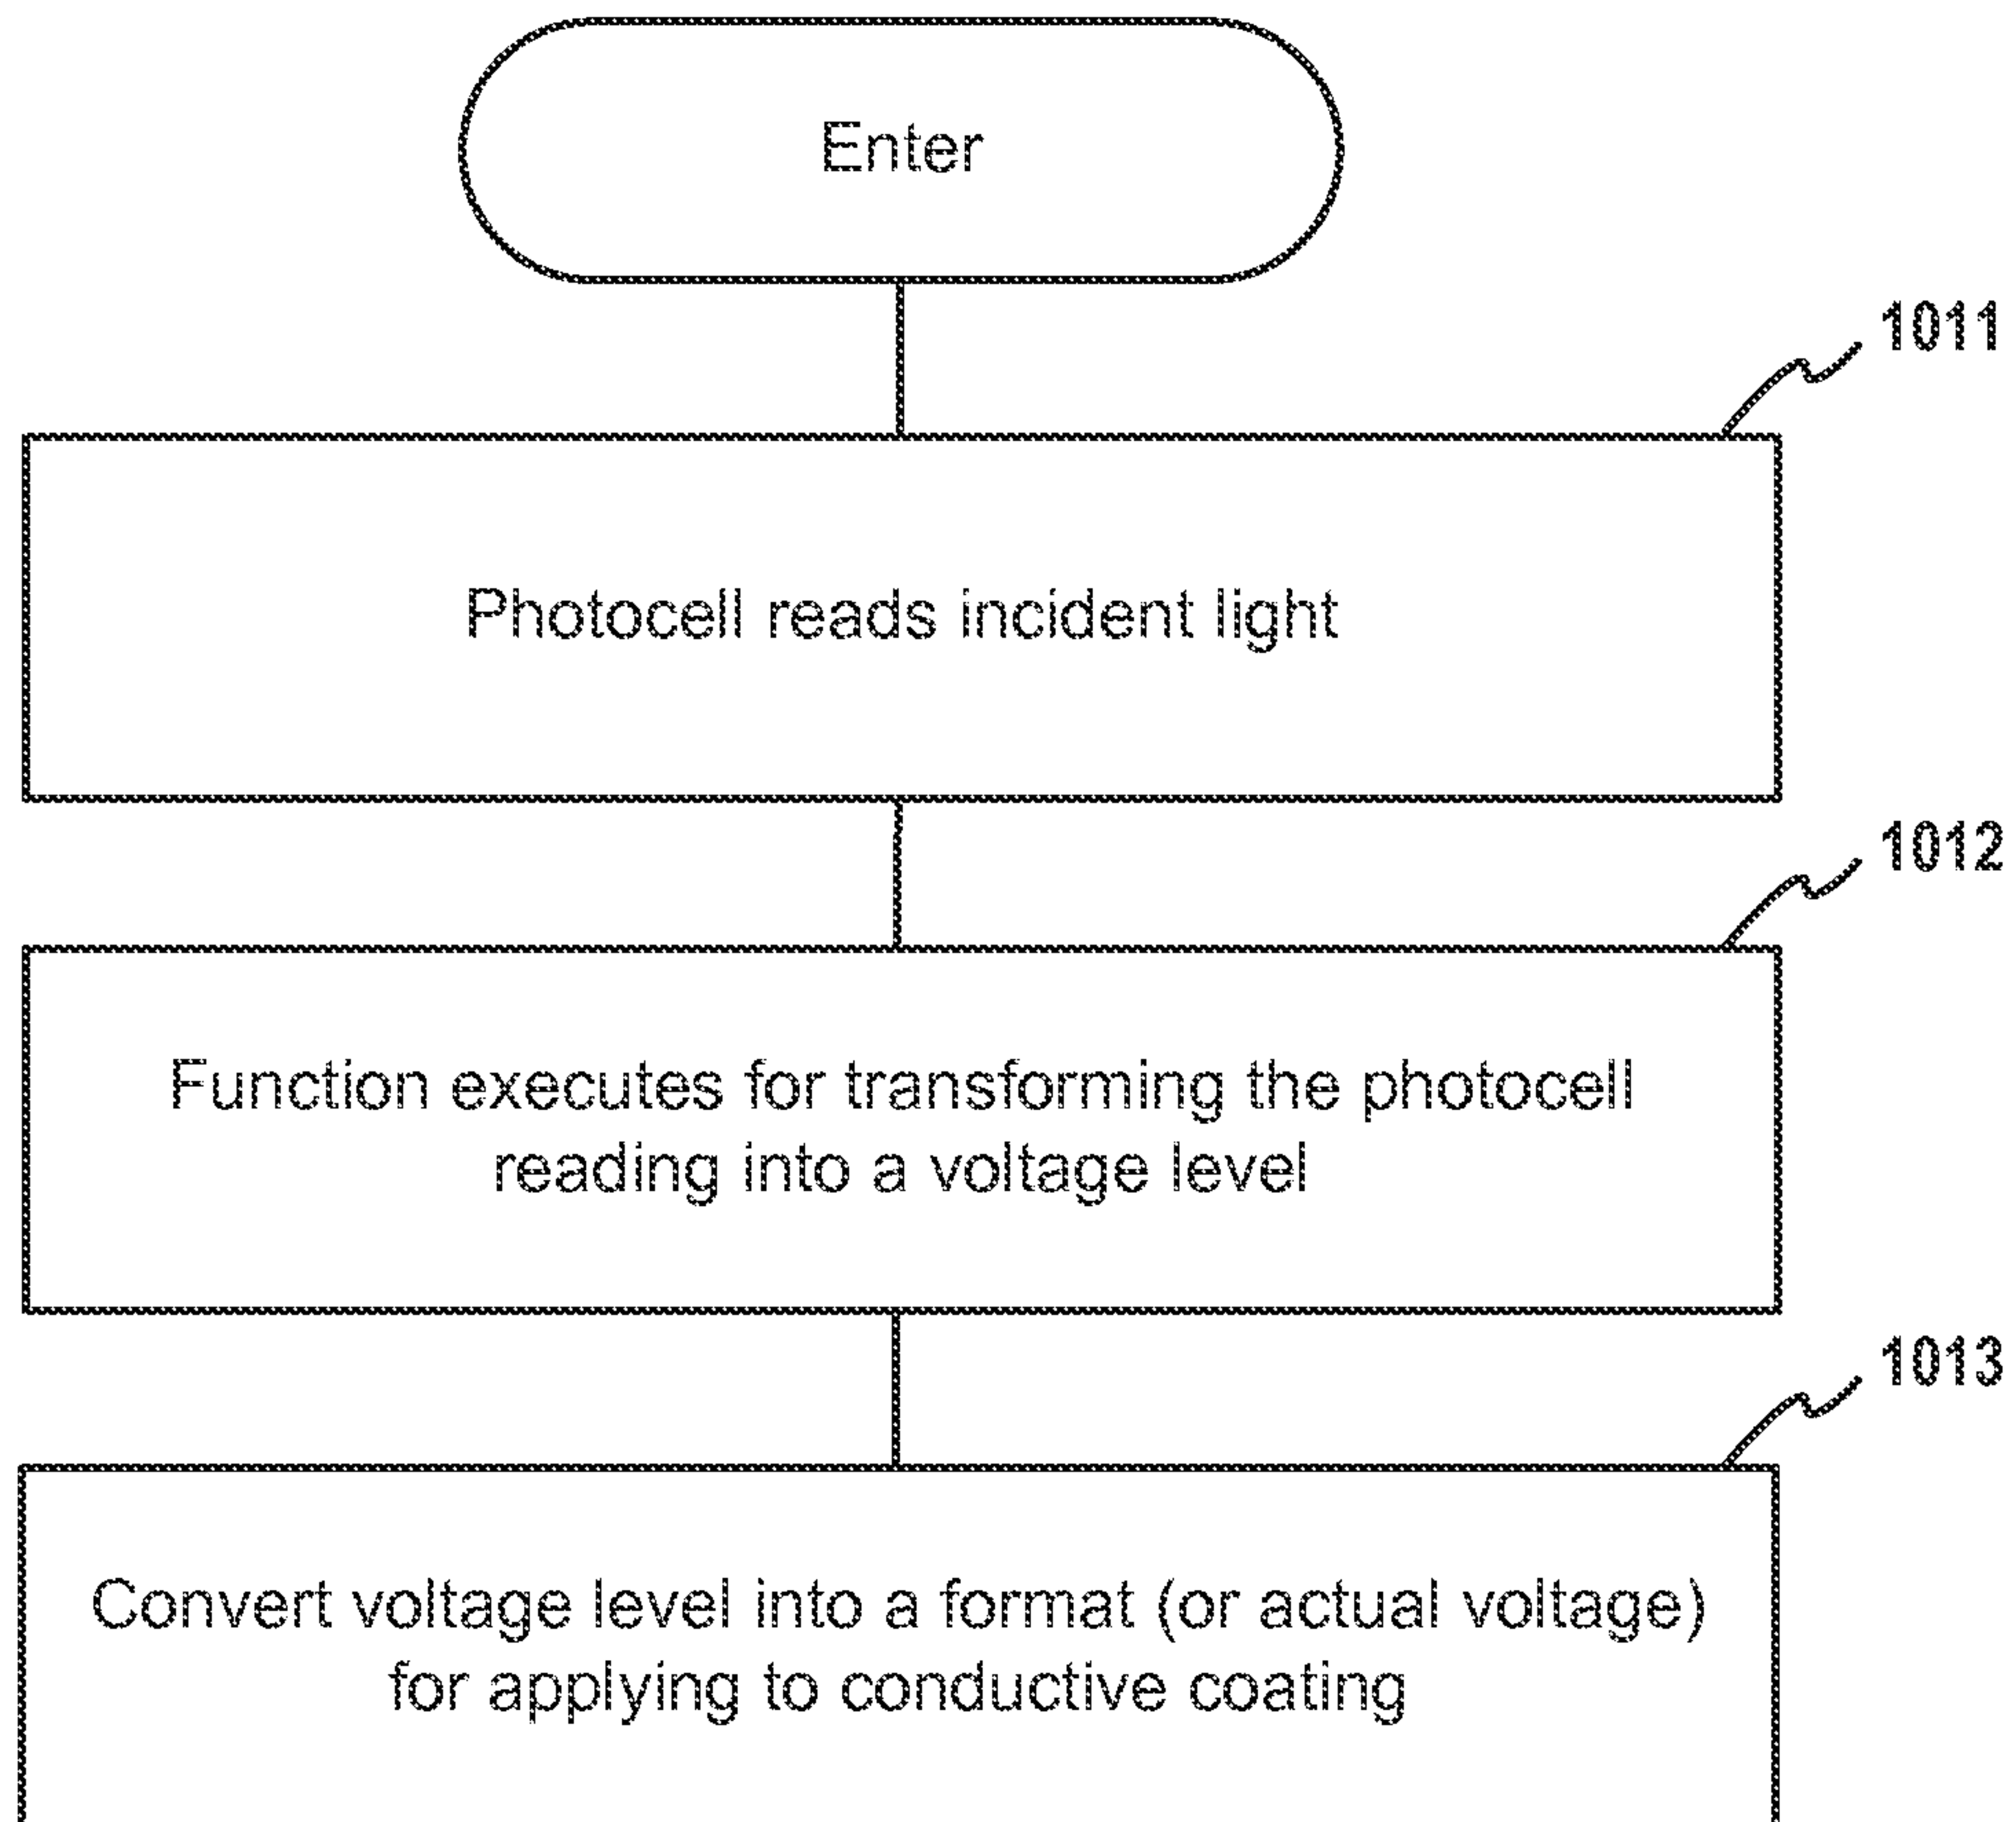 Enter
1011
Photocell reads incident light
1012
Function executes for transforming the photocell
reading into a voltage level
1013
Convert voltage level into a format (or actual voltage)
for applying to conductive coating